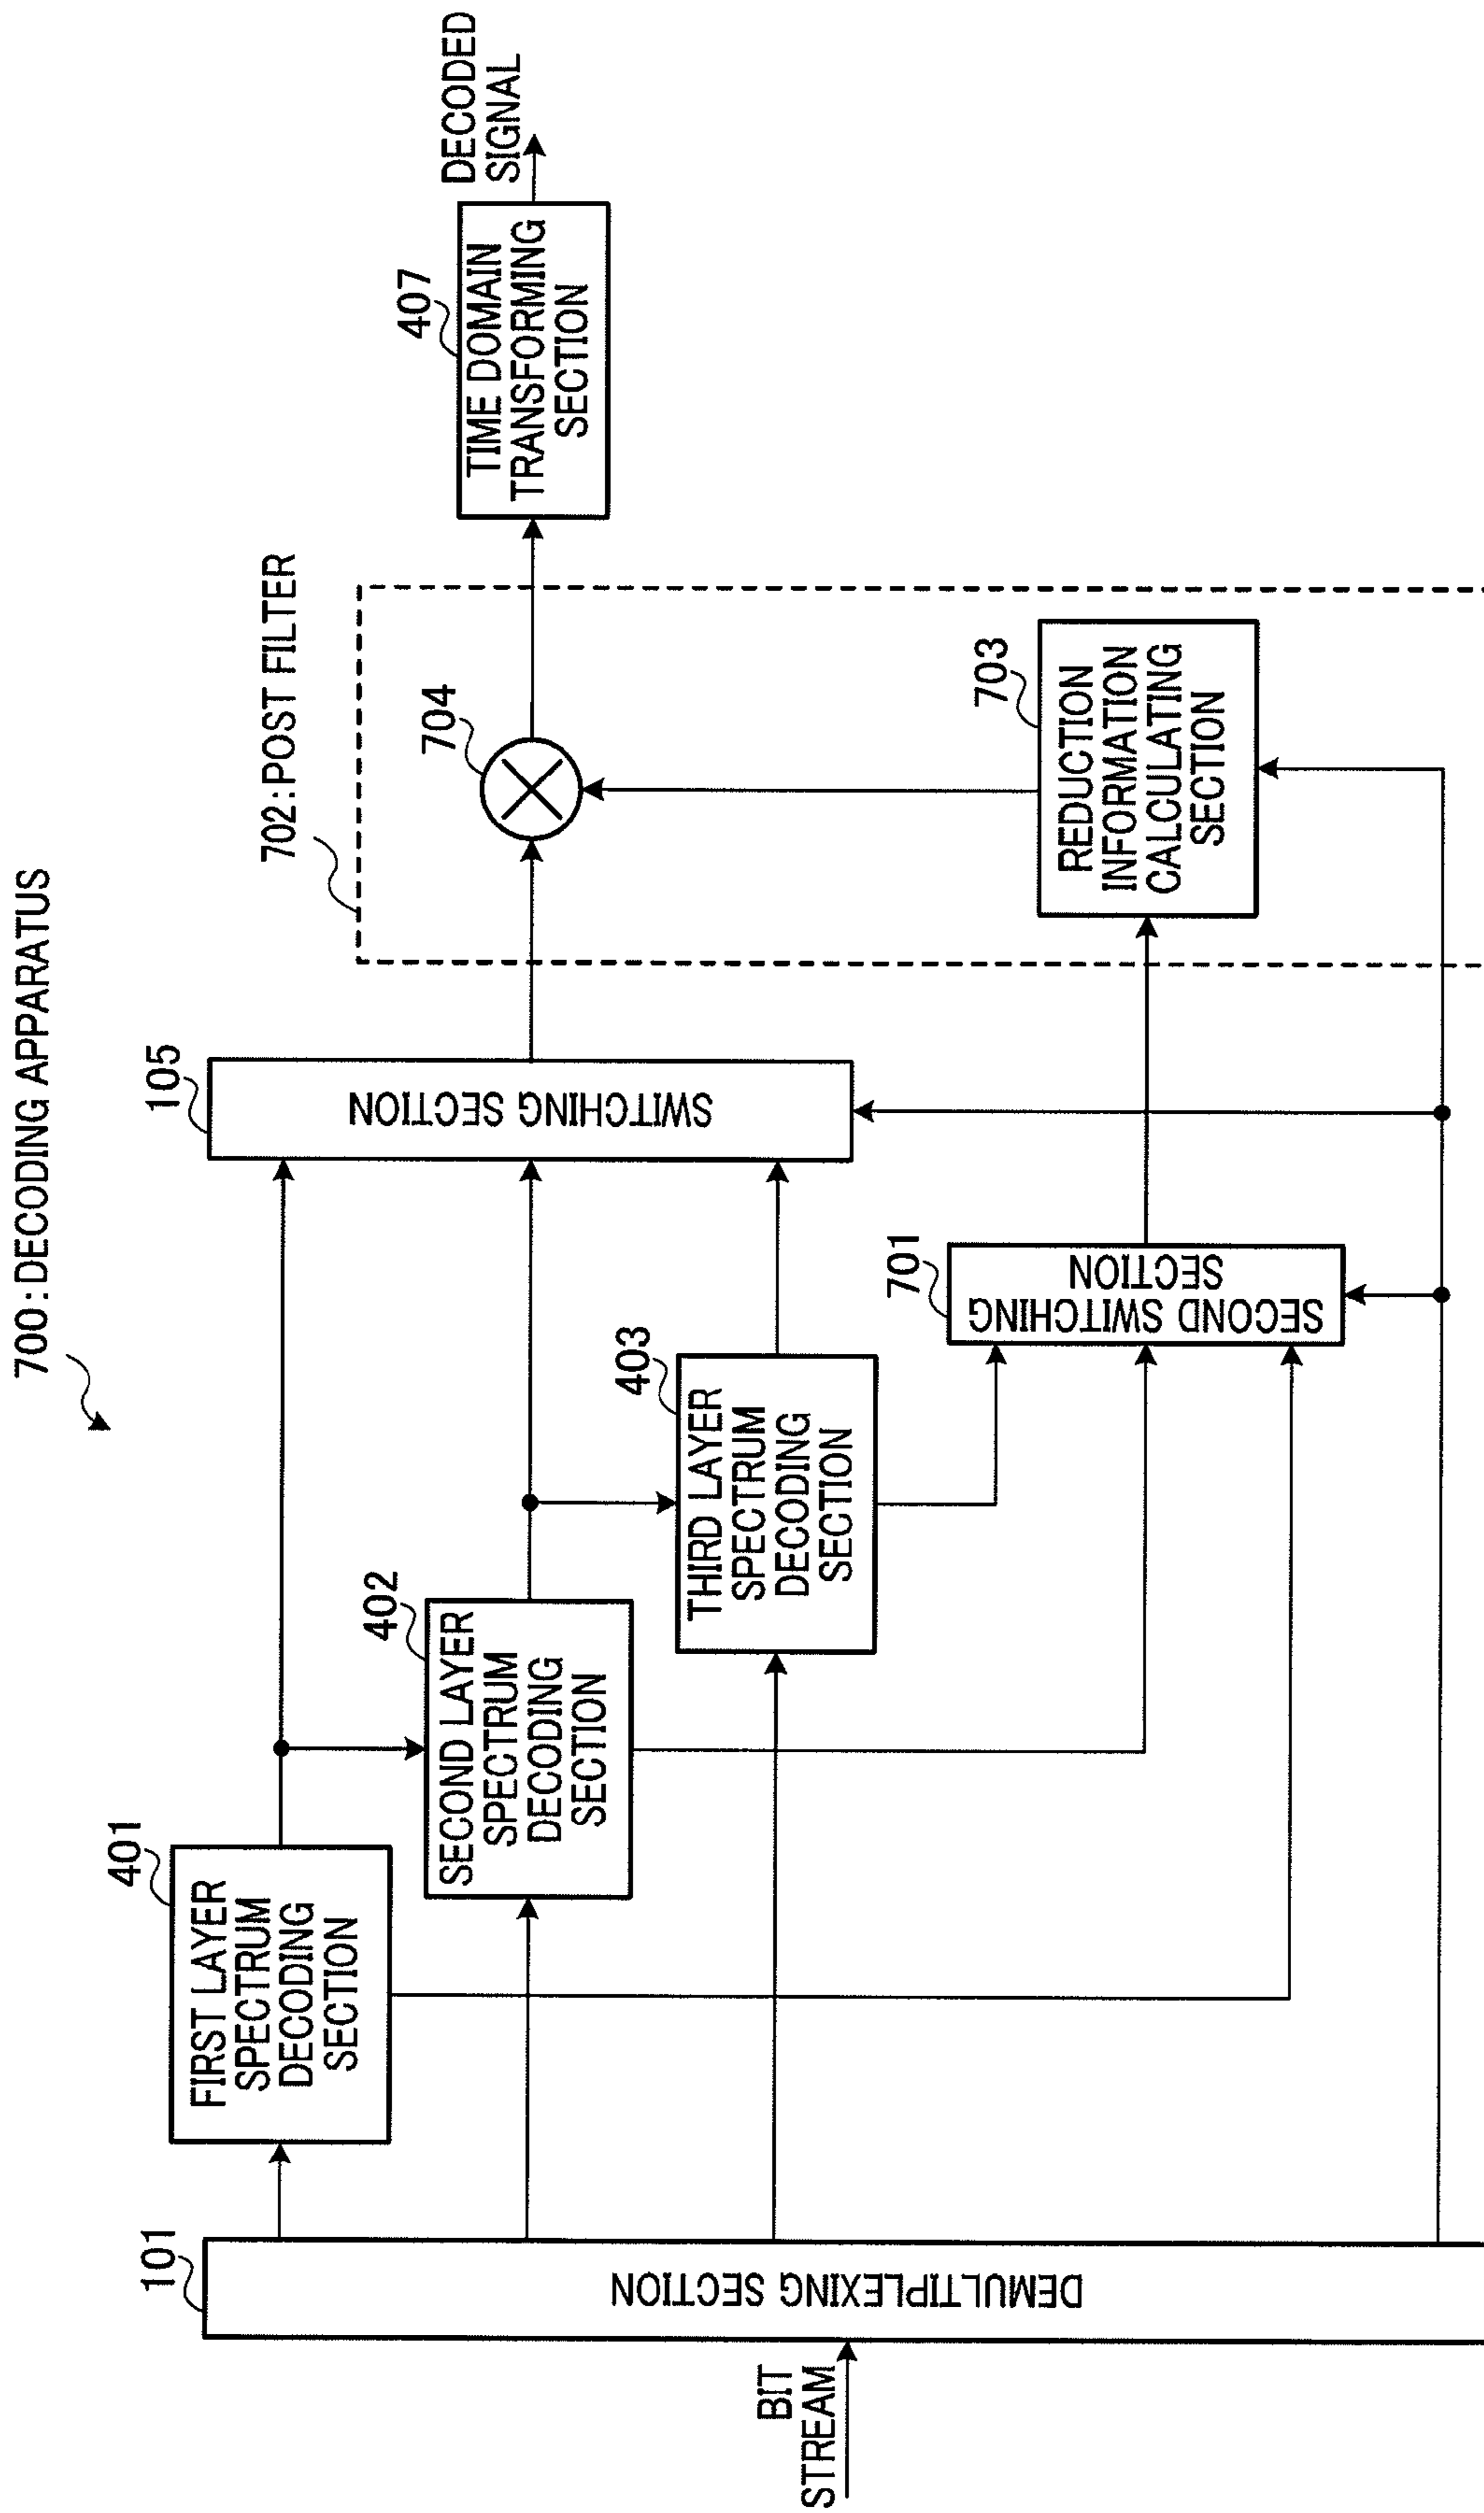 700:DECODING APPARATUS
101
DEMULTIPLEXING SECTION
BIT
STREAM
401
FIRST LAYER
SPECTRUM
DECODING
SECTION
402
SECOND LAYER
SPECTRUM
DECODING
SECTION
403
THIRD LAYER
SPECTRUM
DECODING
SECTION
105
SWITCHING SECTION
701
SECOND SWITCHING
SECTION
702:POST FILTER
704
703
REDUCTION
INFORMATION
CALCULATING
SECTION
407
TIME DOMAIN
TRANSFORMING
SECTION
DECODED
SIGNAL